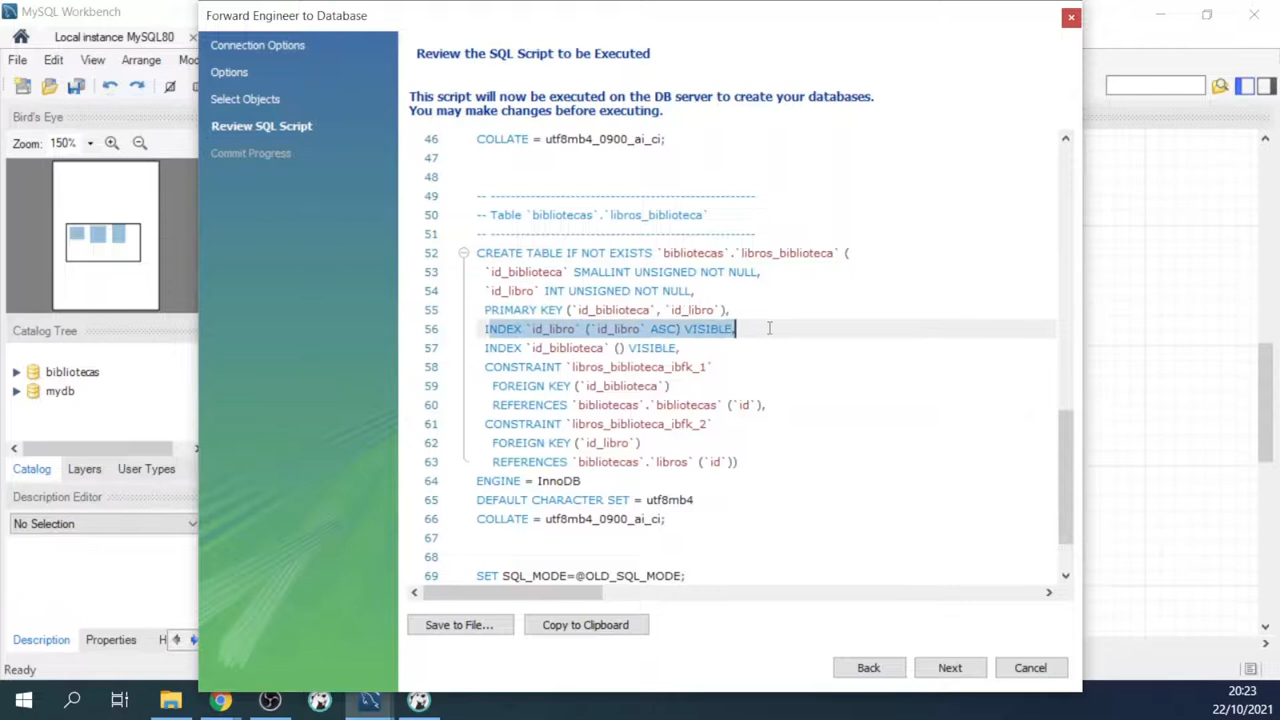 MySQL Workbench
Forward Engineer to Database
Local instance MySQL80
File Edit View Arrange
Bird's Eye
Zoom: 150%
Catalog Tree
bibliotecas
mydb
Catalog Layers User Types
Description Editor
No Selection
Description Properties H
Ready
Connection Options
Options
Select Objects
Review SQL Script
Commit Progress
Review the SQL Script to be Executed
This script will now be executed on the DB server to create your databases.
You may make changes before executing.
46 COLLATE = utf8mb4_0900_ai_ci;
47
48
49 -- -----------------------------------------------------
50 -- Table `bibliotecas`.`libros_biblioteca`
51 -- -----------------------------------------------------
52 CREATE TABLE IF NOT EXISTS `bibliotecas`.`libros_biblioteca` (
53 `id_biblioteca` SMALLINT UNSIGNED NOT NULL,
54 `id_libro` INT UNSIGNED NOT NULL,
55 PRIMARY KEY (`id_biblioteca`, `id_libro`),
56 INDEX `id_libro` (`id_libro` ASC) VISIBLE,
57 INDEX `id_biblioteca` () VISIBLE,
58 CONSTRAINT `libros_biblioteca_ibfk_1`
59 FOREIGN KEY (`id_biblioteca`)
60 REFERENCES `bibliotecas`.`bibliotecas` (`id`),
61 CONSTRAINT `libros_biblioteca_ibfk_2`
62 FOREIGN KEY (`id_libro`)
63 REFERENCES `bibliotecas`.`libros` (`id`))
64 ENGINE = InnoDB
65 DEFAULT CHARACTER SET = utf8mb4
66 COLLATE = utf8mb4_0900_ai_ci;
67
68
69 SET SQL_MODE=@OLD_SQL_MODE;
Save to File... Copy to Clipboard
Back Next Cancel
20:23
22/10/2021